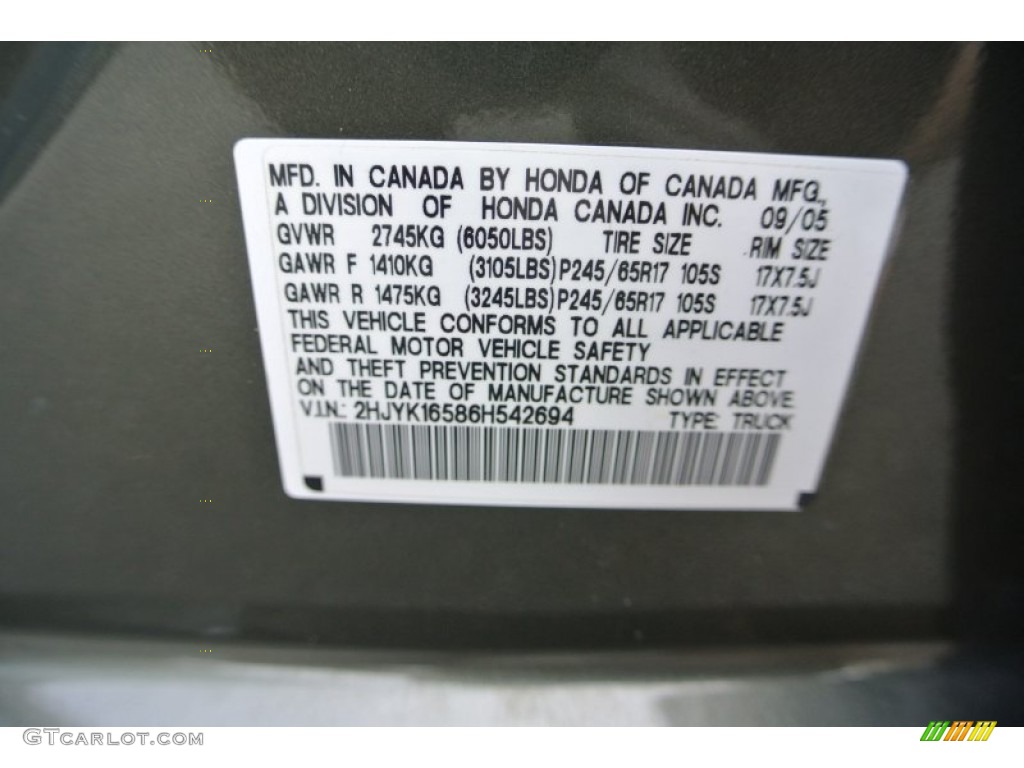 MFD. IN CANADA BY HONDA OF CANADA MFG.,
A DIVISION OF HONDA CANADA INC. 09/05
GVWR 2745KG (6050LBS) TIRE SIZE RIM SIZE
GAWR F 1410KG (3105LBS) P245/65R17 105S 17X7.5J
GAWR R 1475KG (3245LBS) P245/65R17 105S 17X7.5J
THIS VEHICLE CONFORMS TO ALL APPLICABLE
FEDERAL MOTOR VEHICLE SAFETY
AND THEFT PREVENTION STANDARDS IN EFFECT
ON THE DATE OF MANUFACTURE SHOWN ABOVE.
V.I.N.: 2HJYK16586H542694 TYPE: TRUCK
GTCarLot.com